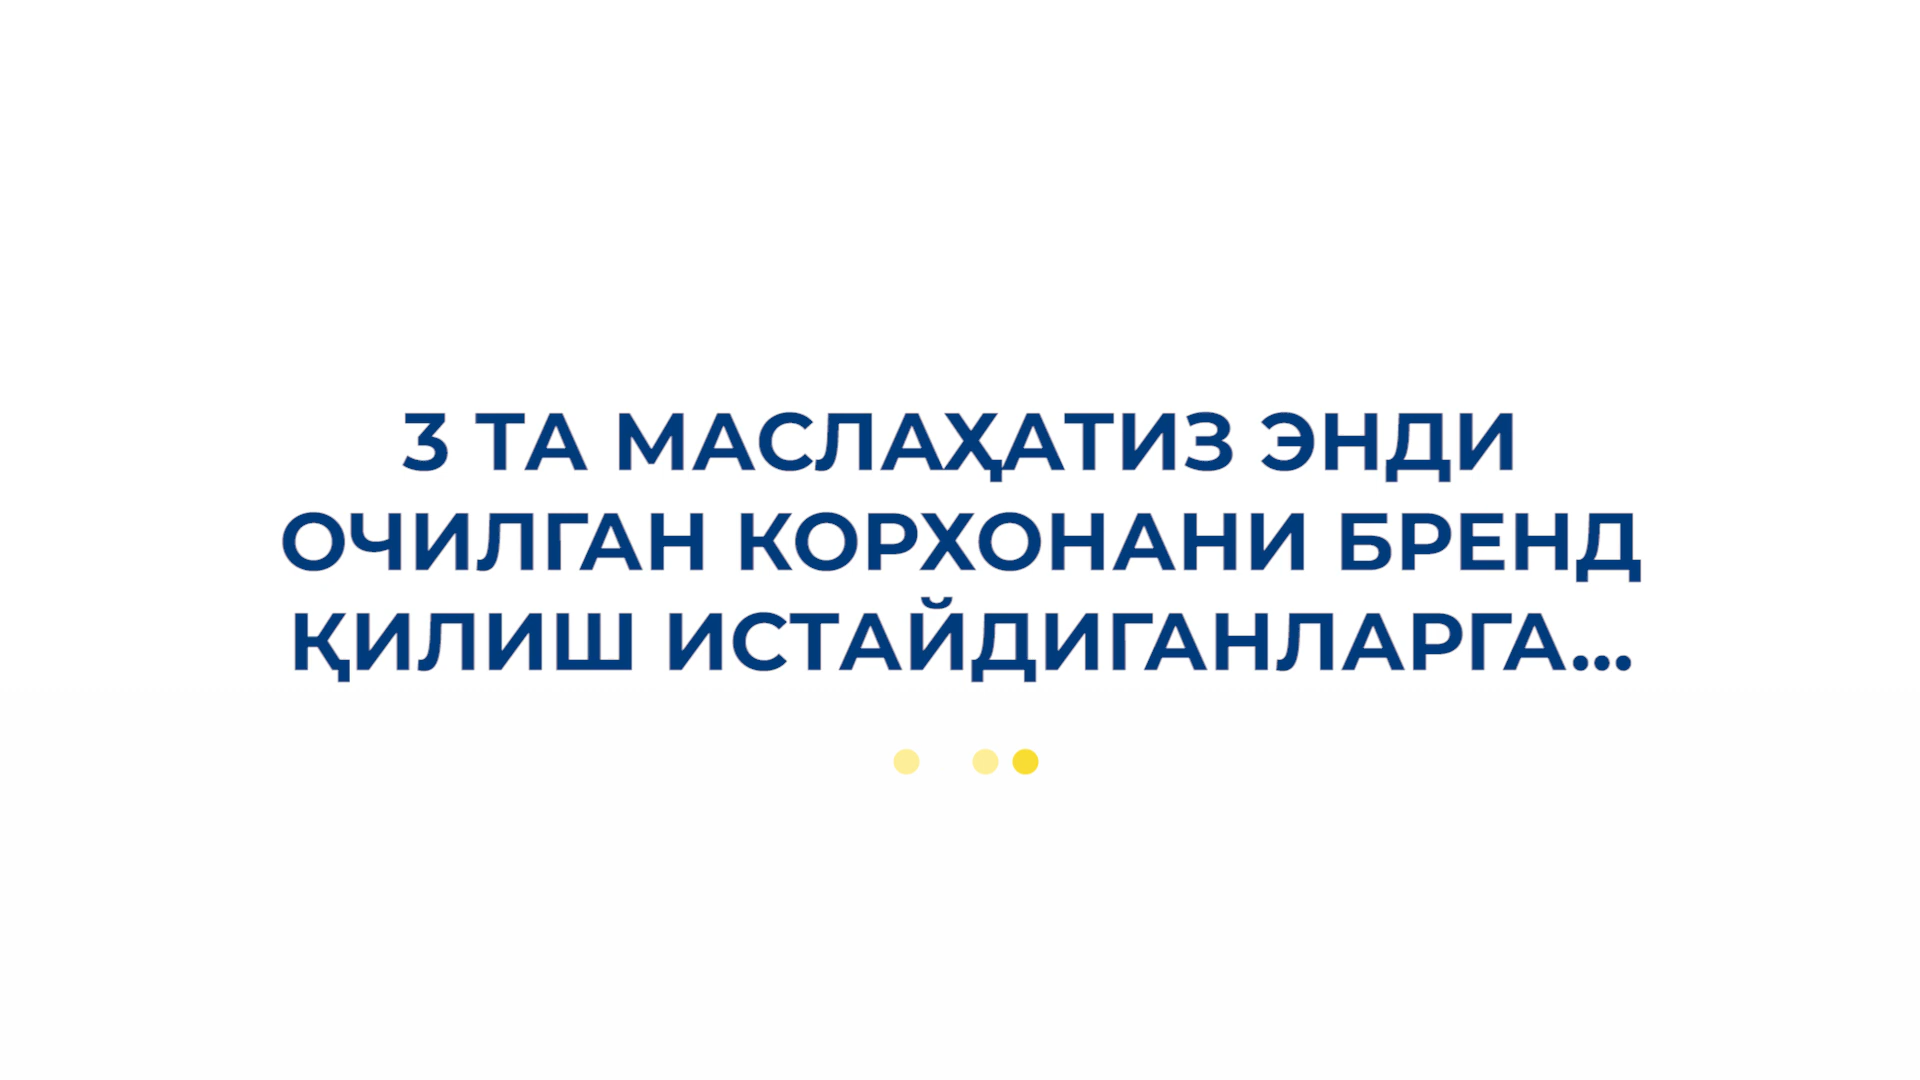 3 ТА МАСЛАҲАТИЗ ЭНДИ
ОЧИЛГАН КОРХОНАНИ БРЕНД
ҚИЛИШ ИСТАЙДИГАНЛАРГА...